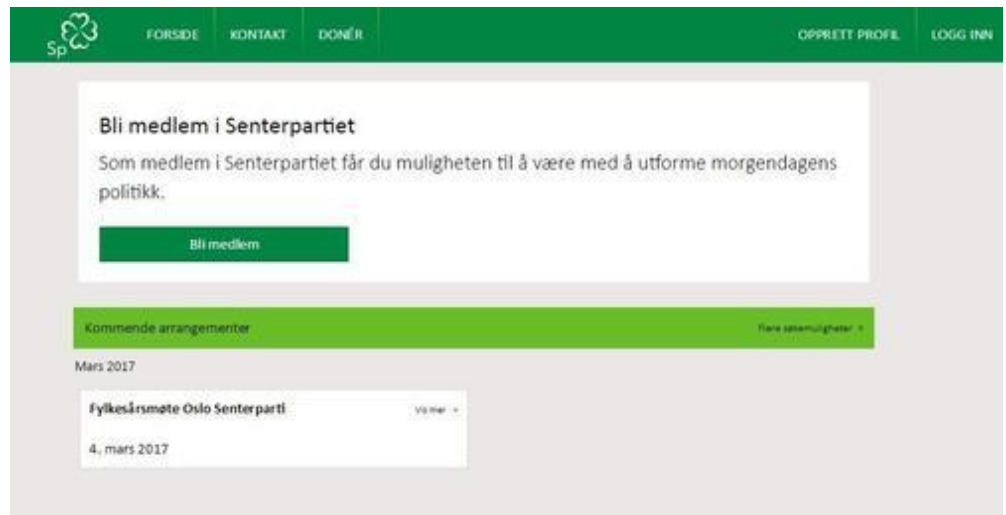 Sp
FORSIDE KONTAKT DONÉR OPPRETT PROFIL LOGG INN
Bli medlem i Senterpartiet
Som medlem i Senterpartiet får du muligheten til å være med å utforme morgendagens
politikk.
Bli medlem
Kommende arrangementer Flere søkemuligheter
Mars 2017
Fylkesårsmøte Oslo Senterparti Vis mer
4. mars 2017